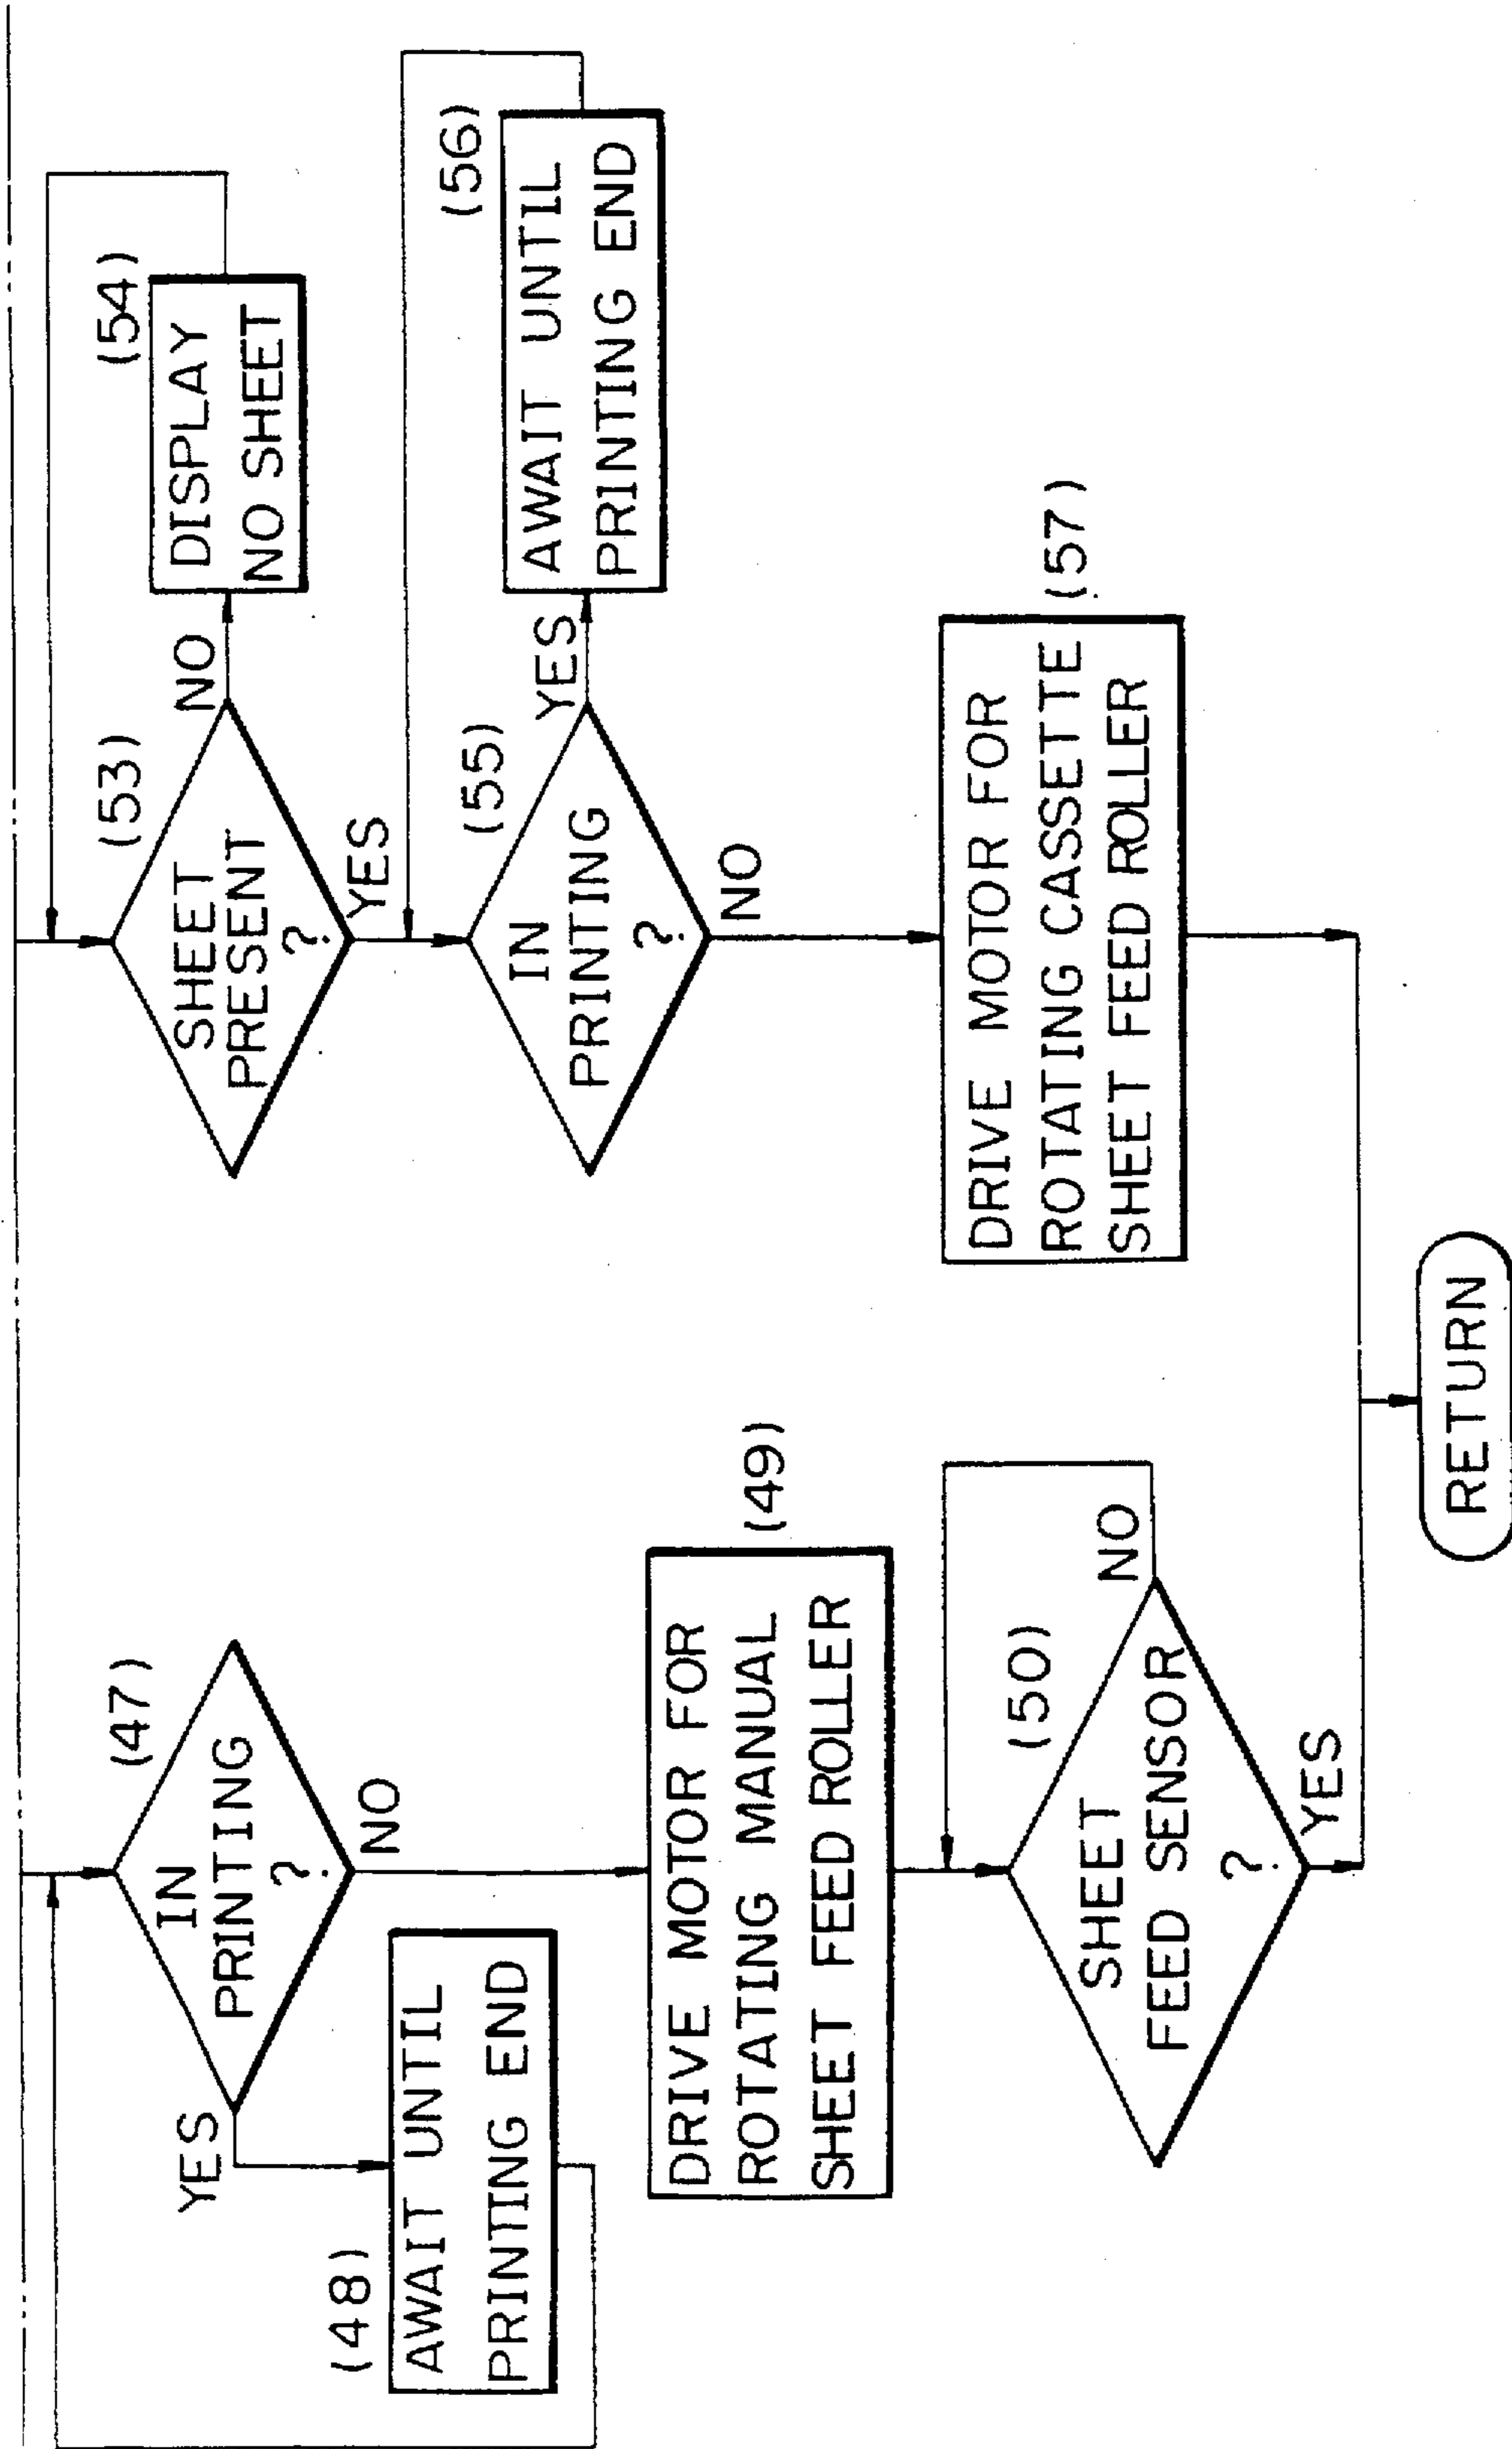 (47)
IN
PRINTING
?
YES
NO
(48)
AWAIT UNTIL
PRINTING END
DRIVE MOTOR FOR
ROTATING MANUAL
SHEET FEED ROLLER
(49)
(50)
SHEET
FEED SENSOR
?
NO
YES
(53)
SHEET
PRESENT
?
NO
YES
(54)
DISPLAY
NO SHEET
(55)
IN
PRINTING
?
YES
NO
(56)
AWAIT UNTIL
PRINTING END
DRIVE MOTOR FOR
ROTATING CASSETTE
SHEET FEED ROLLER
(57)
RETURN